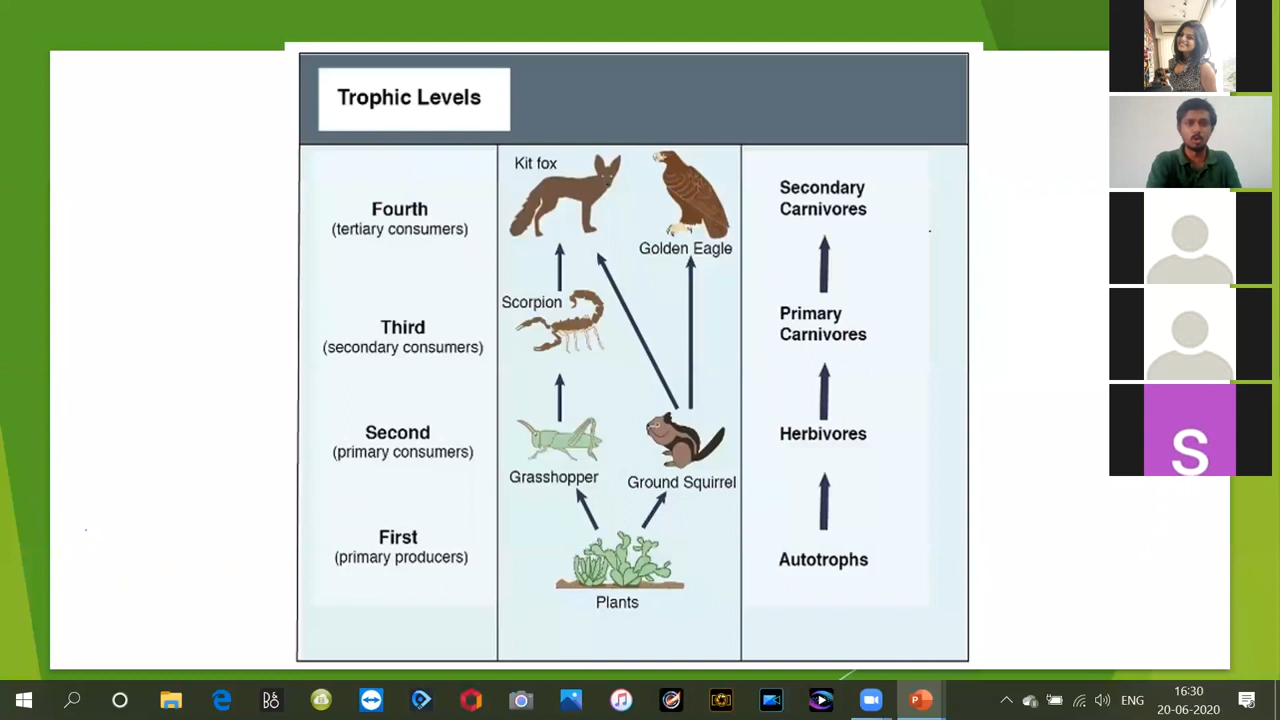 Trophic Levels
Kit fox
Golden Eagle
Fourth
(tertiary consumers)
Secondary
Carnivores
Scorpion
Third
(secondary consumers)
Primary
Carnivores
Second
(primary consumers)
Grasshopper
Ground Squirrel
Herbivores
First
(primary producers)
Plants
Autotrophs
S
ENG
16:30
20-06-2020